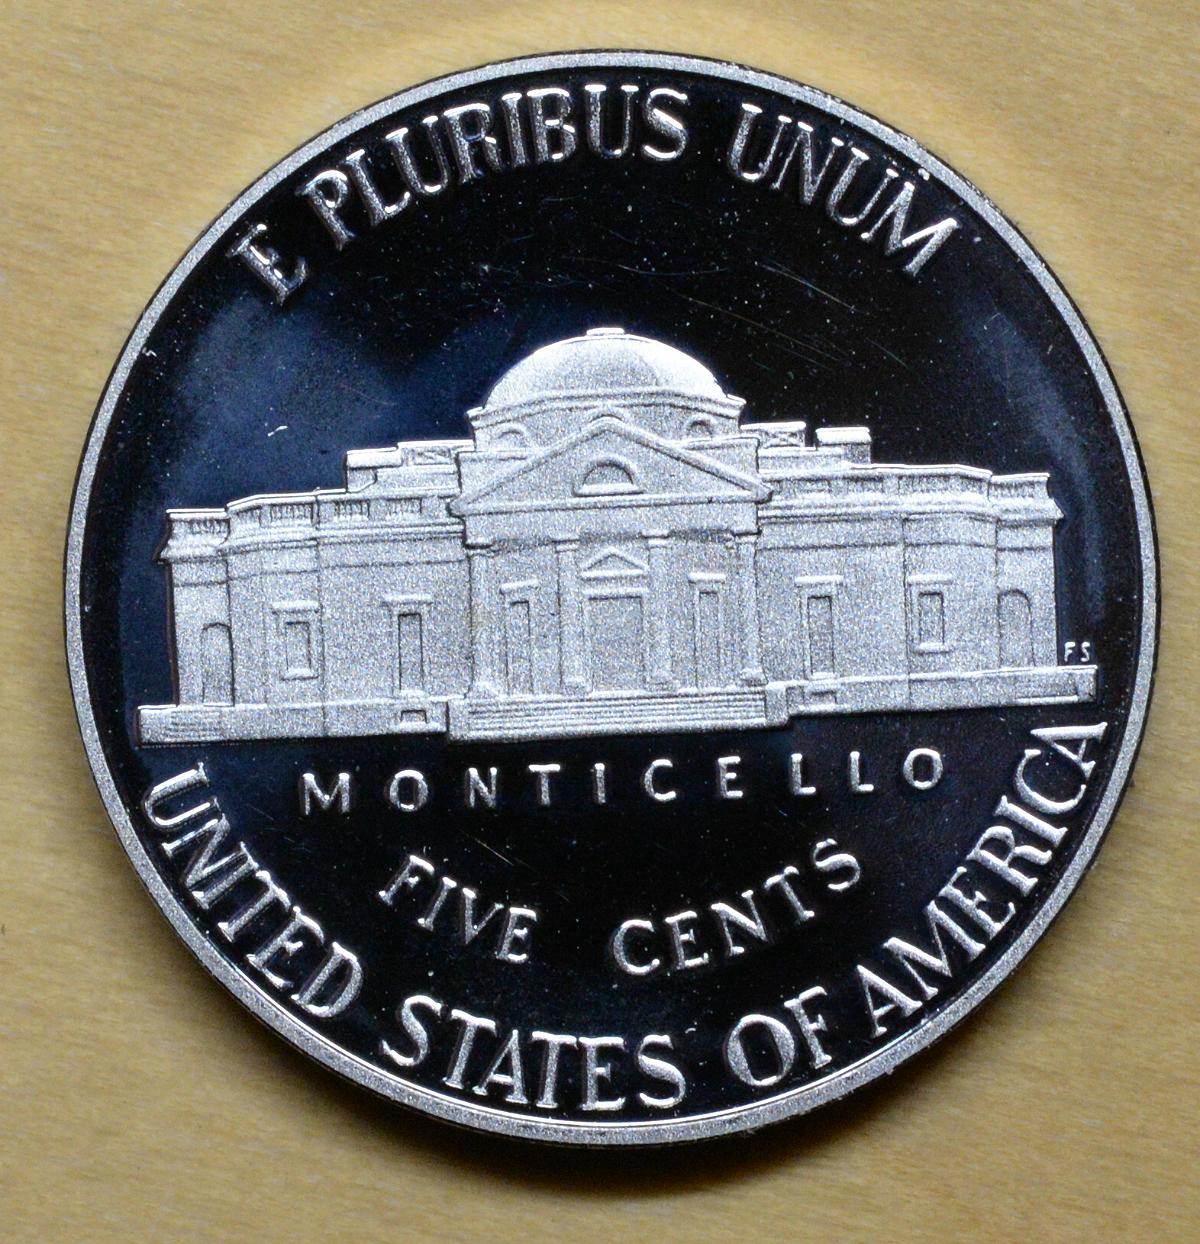 E PLURIBUS UNUM
FS
MONTICELLO
FIVE CENTS
UNITED STATES OF AMERICA